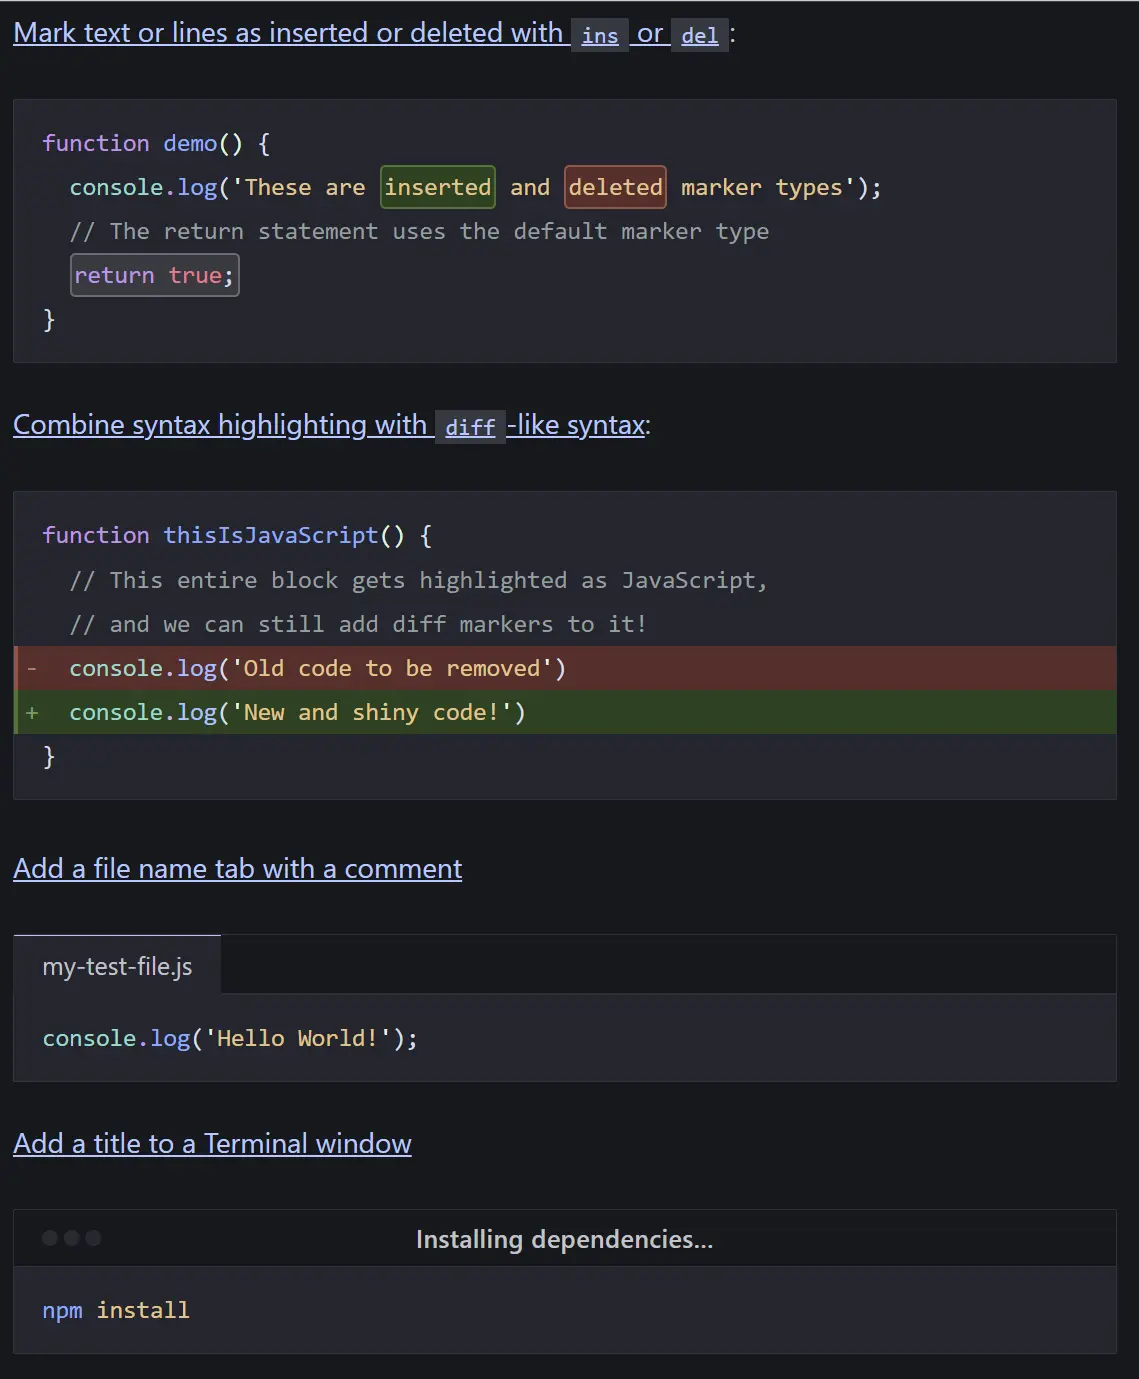 Mark text or lines as inserted or deleted with ins or del:
function demo() {
  console.log('These are inserted and deleted marker types');
  // The return statement uses the default marker type
  return true;
}
Combine syntax highlighting with diff-like syntax:
function thisIsJavaScript() {
  // This entire block gets highlighted as JavaScript,
  // and we can still add diff markers to it!
-  console.log('Old code to be removed')
+  console.log('New and shiny code!')
}
Add a file name tab with a comment
my-test-file.js
console.log('Hello World!');
Add a title to a Terminal window
Installing dependencies...
npm install